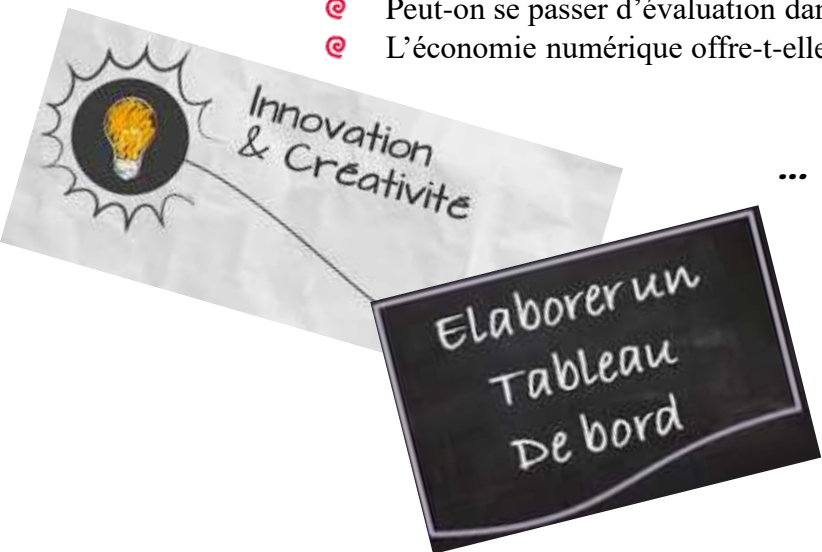 Peut-on se passer d’évaluation dan
L’économie numérique offre-t-elle
Innovation
& Créativité
...
Elaborer un
Tableau
De bord